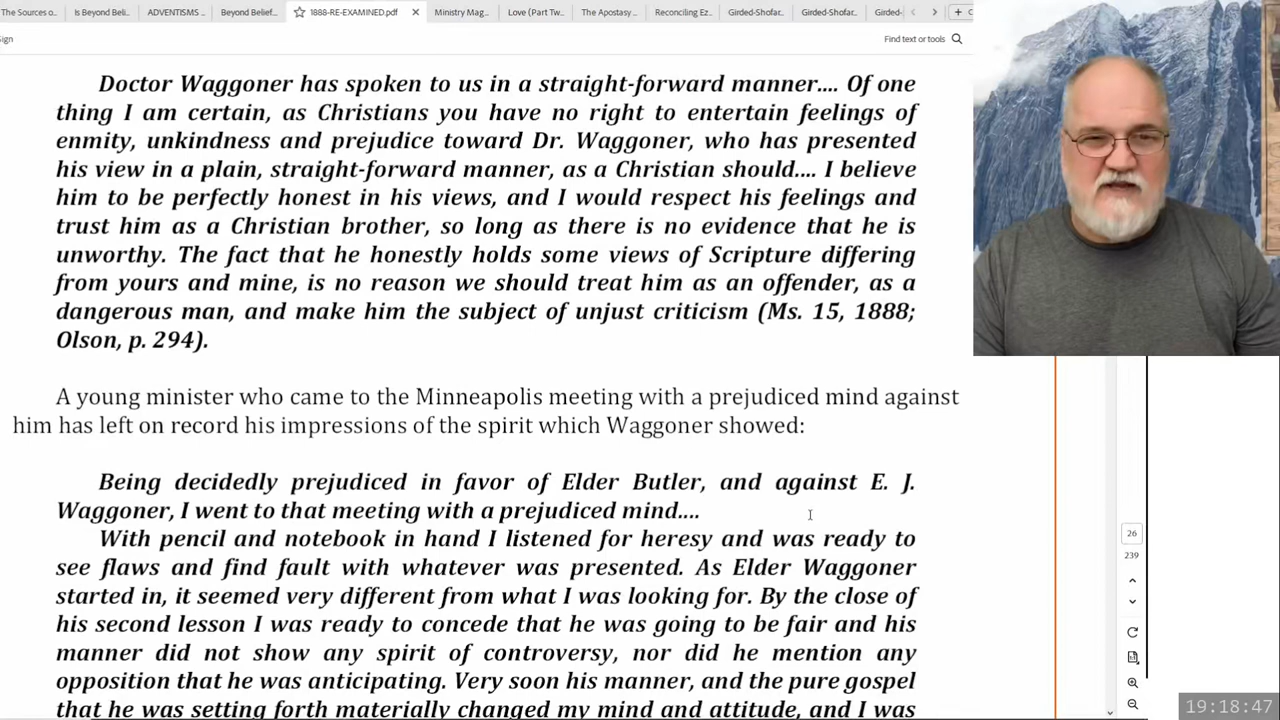 The Sources o...
Is Beyond Beli...
ADVENTISMS ...
Beyond Belief...
1888-RE-EXAMINED.pdf
Ministry Mag...
Love (Part Tw...
The Apostasy ...
Reconciling Ez...
Girded-Shofar...
Girded-Shofar...
Girded-
Sign
Find text or tools
Doctor Waggoner has spoken to us in a straight-forward manner.... Of one
thing I am certain, as Christians you have no right to entertain feelings of
enmity, unkindness and prejudice toward Dr. Waggoner, who has presented
his view in a plain, straight-forward manner, as a Christian should.... I believe
him to be perfectly honest in his views, and I would respect his feelings and
trust him as a Christian brother, so long as there is no evidence that he is
unworthy. The fact that he honestly holds some views of Scripture differing
from yours and mine, is no reason we should treat him as an offender, as a
dangerous man, and make him the subject of unjust criticism (Ms. 15, 1888;
Olson, p. 294).
A young minister who came to the Minneapolis meeting with a prejudiced mind against
him has left on record his impressions of the spirit which Waggoner showed:
Being decidedly prejudiced in favor of Elder Butler, and against E. J.
Waggoner, I went to that meeting with a prejudiced mind....
With pencil and notebook in hand I listened for heresy and was ready to
see flaws and find fault with whatever was presented. As Elder Waggoner
started in, it seemed very different from what I was looking for. By the close of
his second lesson I was ready to concede that he was going to be fair and his
manner did not show any spirit of controversy, nor did he mention any
opposition that he was anticipating. Very soon his manner, and the pure gospel
that he was setting forth materially changed my mind and attitude, and I was
26
239
19:18:47